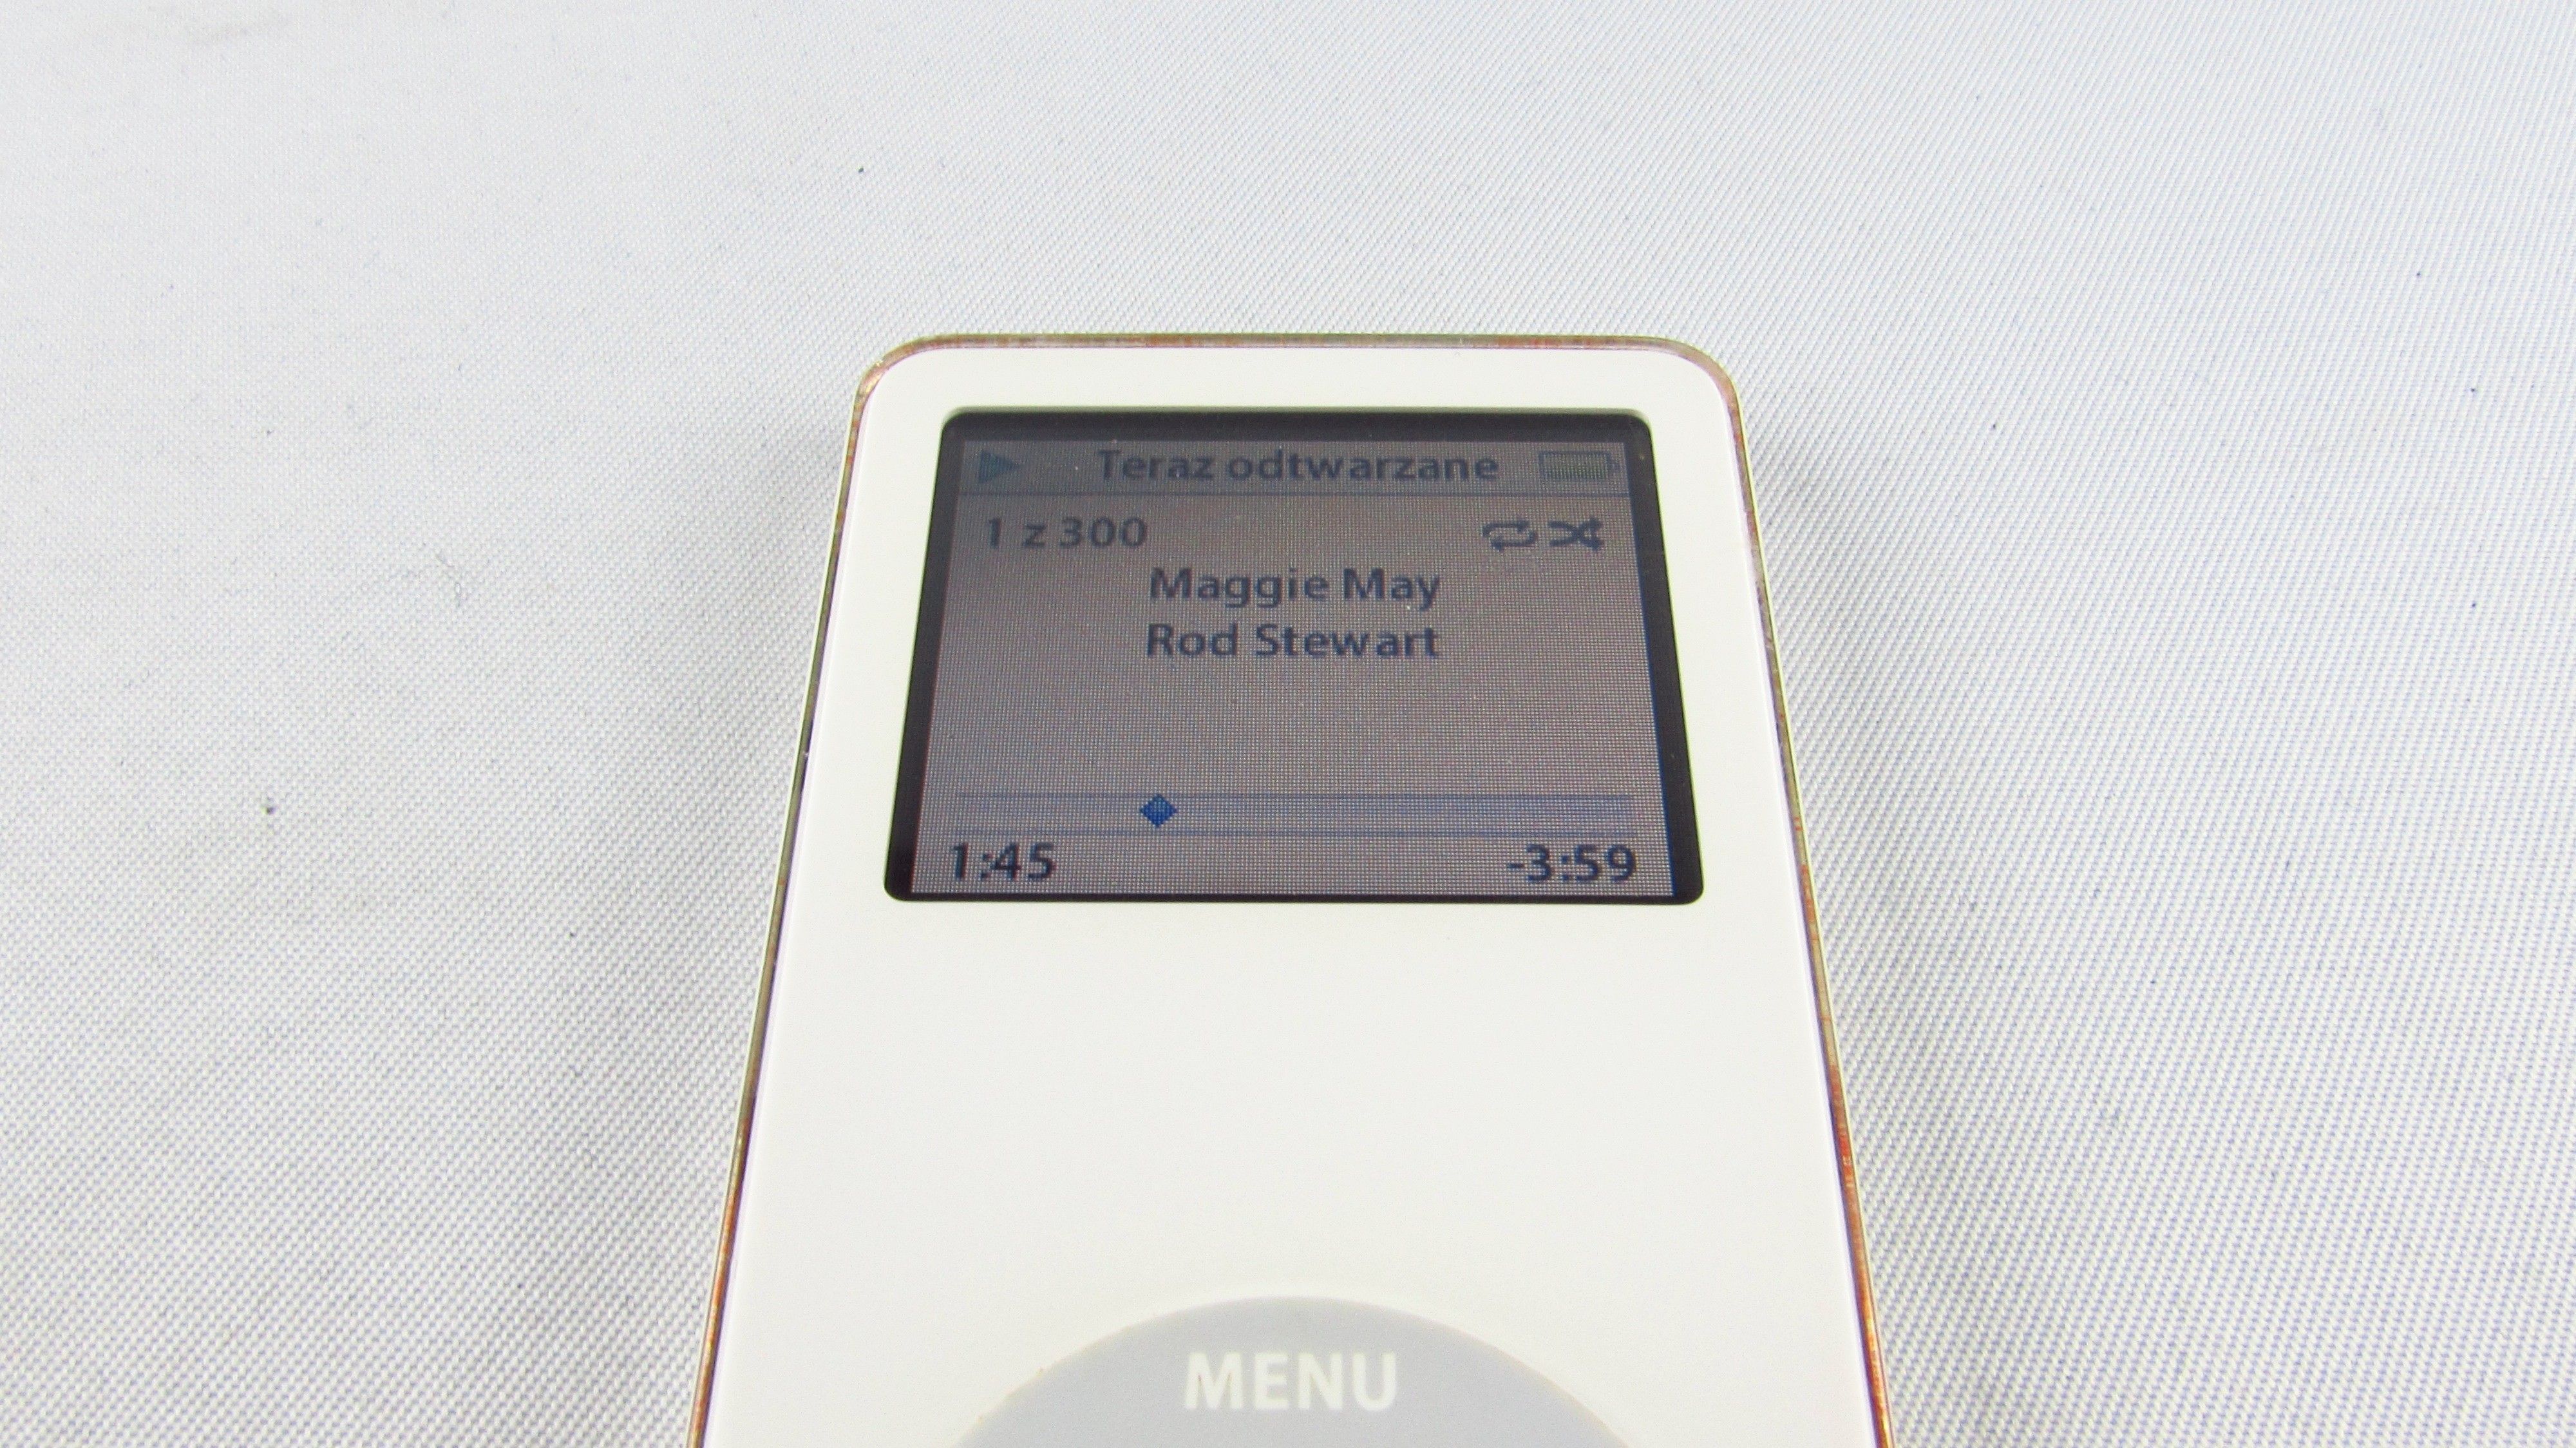 Teraz odtwarzane
1 z 300
Maggie May
Rod Stewart
1:45 -3:59
MENU